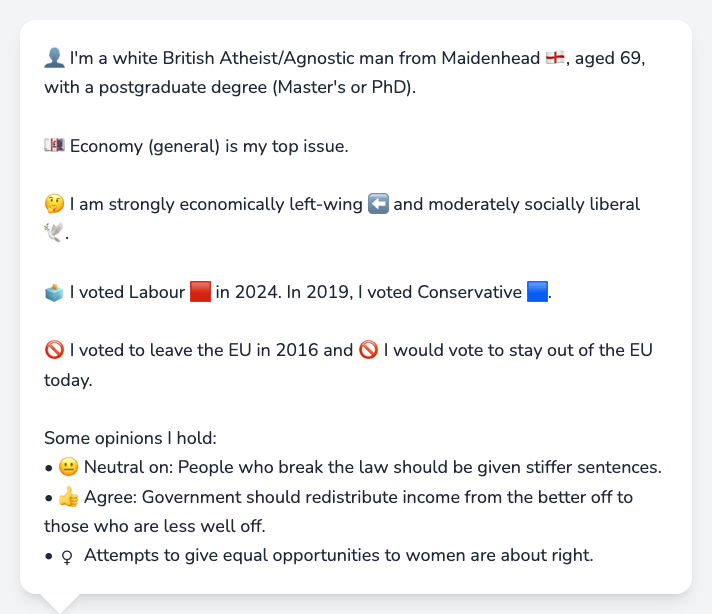 👤 I'm a white British Atheist/Agnostic man from Maidenhead 🏴󠁧󠁢󠁥󠁮󠁧󠁿, aged 69,
with a postgraduate degree (Master's or PhD).
💷 Economy (general) is my top issue.
🤔 I am strongly economically left-wing ⬅️ and moderately socially liberal
🕊️.
🗳️ I voted Labour 🟥 in 2024. In 2019, I voted Conservative 🟦.
🚫 I voted to leave the EU in 2016 and 🚫 I would vote to stay out of the EU
today.
Some opinions I hold:
• 😐 Neutral on: People who break the law should be given stiffer sentences.
• 👍 Agree: Government should redistribute income from the better off to
those who are less well off.
• ♀ Attempts to give equal opportunities to women are about right.